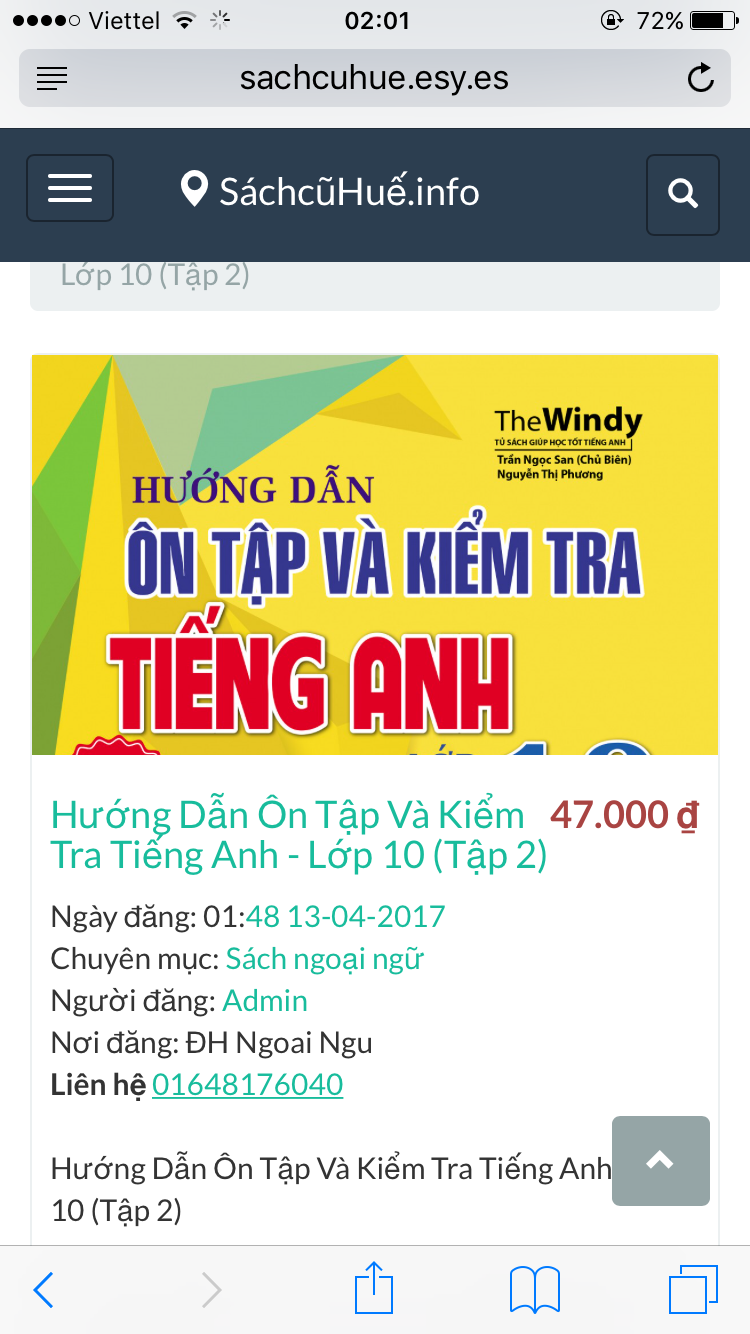 Viettel 02:01 72%
sachcuhue.esy.es
SáchcũHuế.info
Lớp 10 (Tập 2)
TheWindy
TỦ SÁCH GIÚP HỌC TỐT TIẾNG ANH
Trần Ngọc San (Chủ Biên)
Nguyễn Thị Phương
HƯỚNG DẪN
ÔN TẬP VÀ KIỂM TRA
TIẾNG ANH
LỚP 10
Hướng Dẫn Ôn Tập Và Kiểm 47.000 ₫
Tra Tiếng Anh - Lớp 10 (Tập 2)
Ngày đăng: 01:48 13-04-2017
Chuyên mục: Sách ngoại ngữ
Người đăng: Admin
Nơi đăng: ĐH Ngoai Ngu
Liên hệ 01648176040
Hướng Dẫn Ôn Tập Và Kiểm Tra Tiếng Anh
10 (Tập 2)